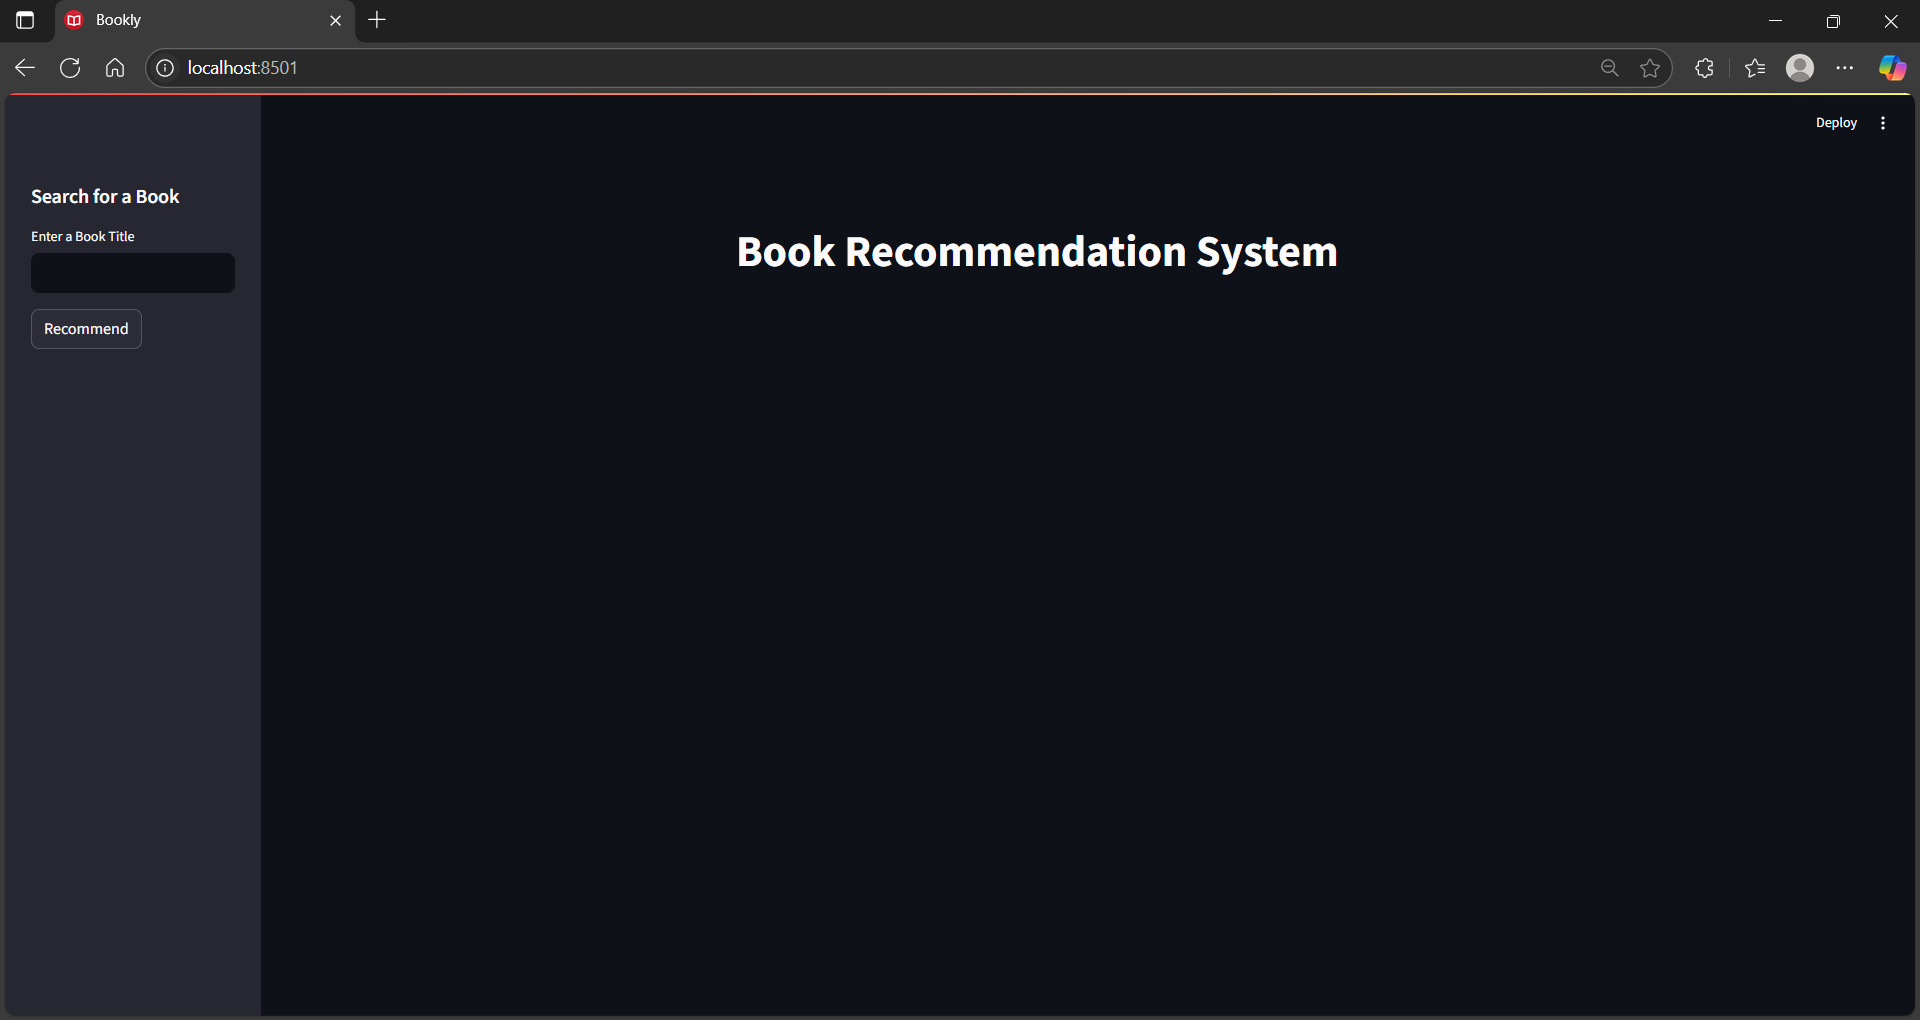 Bookly
localhost:8501
Deploy
Search for a Book
Enter a Book Title
Recommend
Book Recommendation System